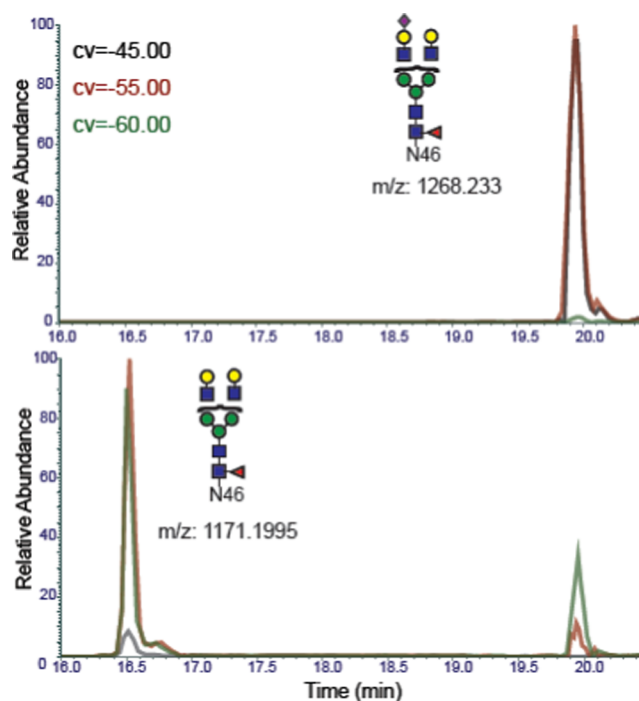 100
cv=-45.00
cv=-55.00
cv=-60.00
80
60
40
20
0
Relative Abundance
N46
m/z: 1268.233
16.0 16.5 17.0 17.5 18.0 18.5 19.0 19.5 20.0
100
80
60
40
20
0
Relative Abundance
N46
m/z: 1171.1995
16.0 16.5 17.0 17.5 18.0 18.5 19.0 19.5 20.0
Time (min)